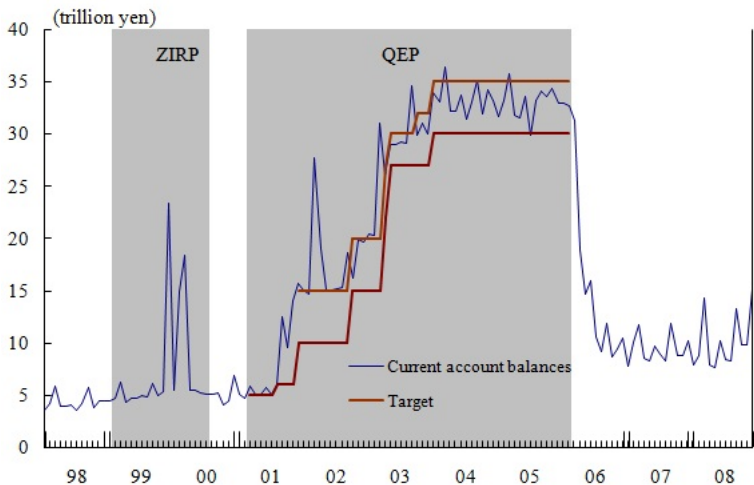 (trillion yen)
40
35
30
25
20
15
10
5
0
ZIRP
QEP
Current account balances
Target
98 99 00 01 02 03 04 05 06 07 08